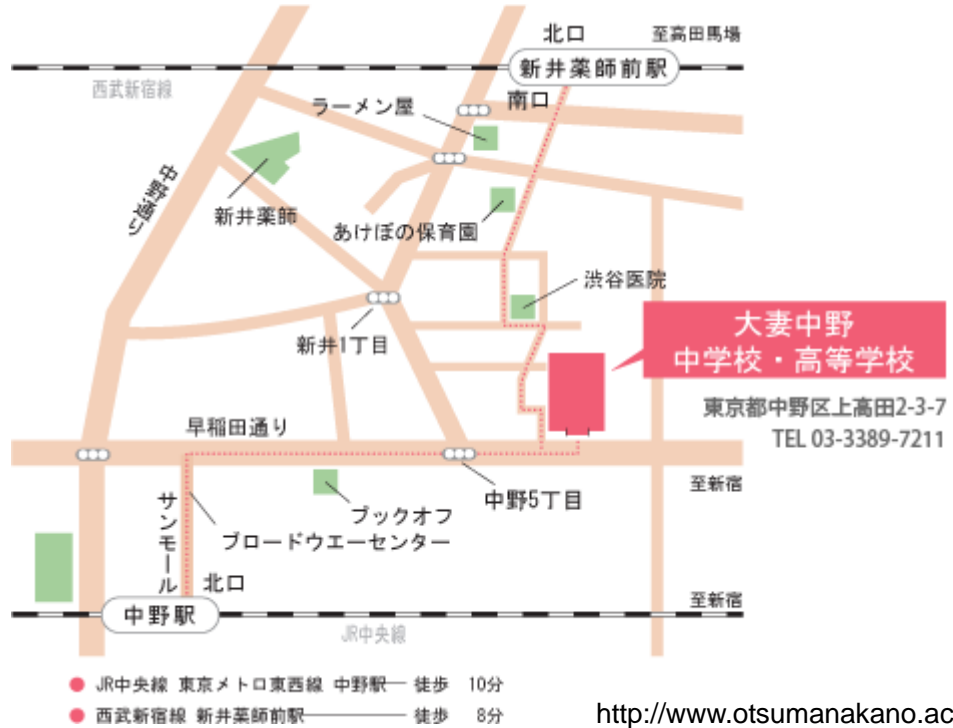 北口
至高田馬場
新井薬師前駅
西武新宿線
南口
ラーメン屋
中野通り
新井薬師
あけぼの保育園
渋谷医院
新井1丁目
大妻中野
中学校・高等学校
東京都中野区上高田2-3-7
TEL 03-3389-7211
早稲田通り
至新宿
中野5丁目
サンモール
ブックオフ
ブロードウエーセンター
北口
至新宿
中野駅
JR中央線
● JR中央線 東京メトロ東西線 中野駅── 徒歩 10分
● 西武新宿線 新井薬師前駅────── 徒歩 8分
http://www.otsumanakano.ac